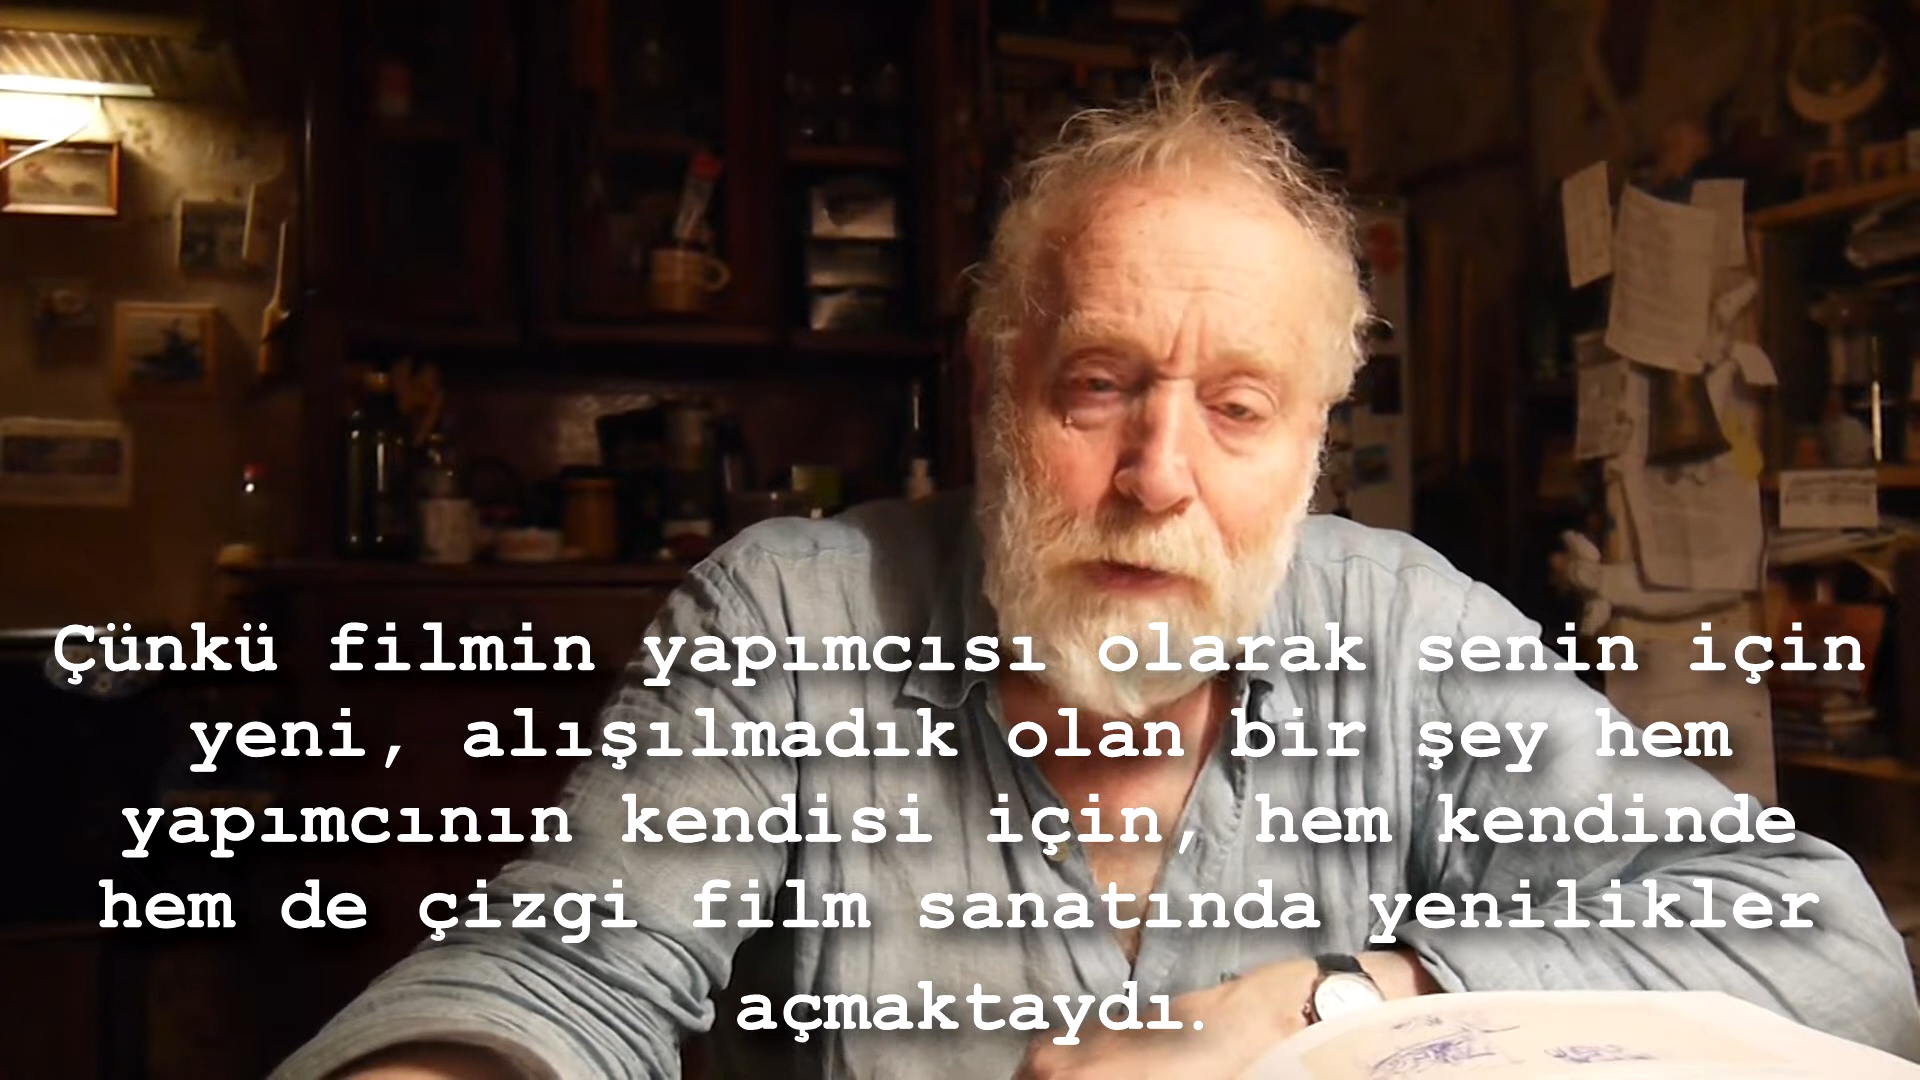 Çünkü filmin yapımcısı olarak senin için
yeni, alışılmadık olan bir şey hem
yapımcının kendisi için, hem kendinde
hem de çizgi film sanatında yenilikler
açmaktaydı.